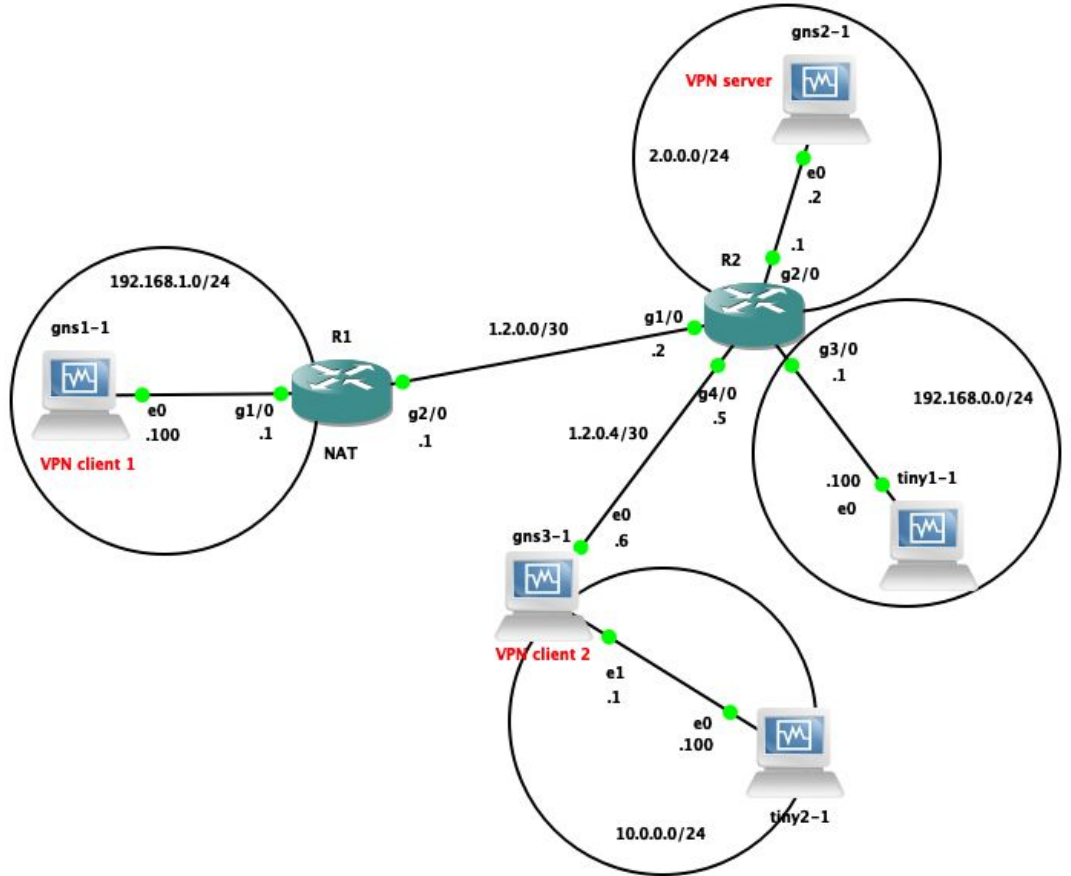 gns2-1
VPN server
2.0.0.0/24
e0
.2
.1
R2
g2/0
192.168.1.0/24
gns1-1
R1
1.2.0.0/30
g1/0
.2
g3/0
.1
e0
.100
g1/0
.1
g2/0
.1
g4/0
.5
192.168.0.0/24
VPN client 1
NAT
1.2.0.4/30
.100
e0
tiny1-1
gns3-1
e0
.6
VPN client 2
e1
.1
e0
.100
tiny2-1
10.0.0.0/24